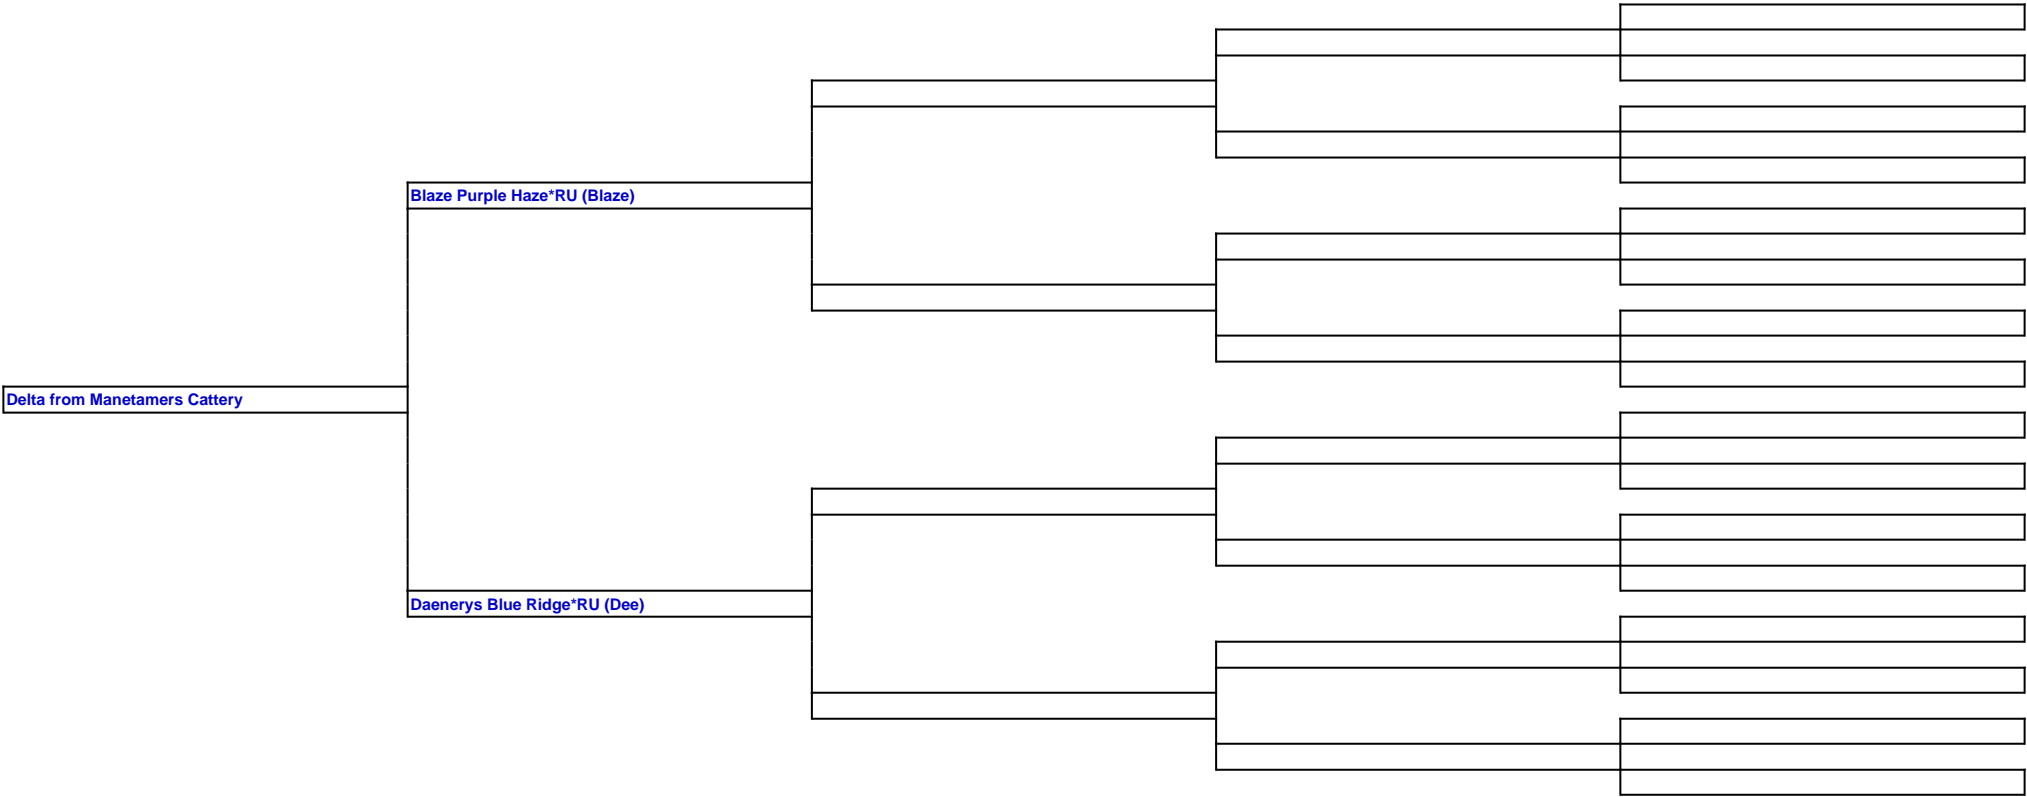 Blaze Purple Haze*RU (Blaze)
Delta from Manetamers Cattery
Daenerys Blue Ridge*RU (Dee)